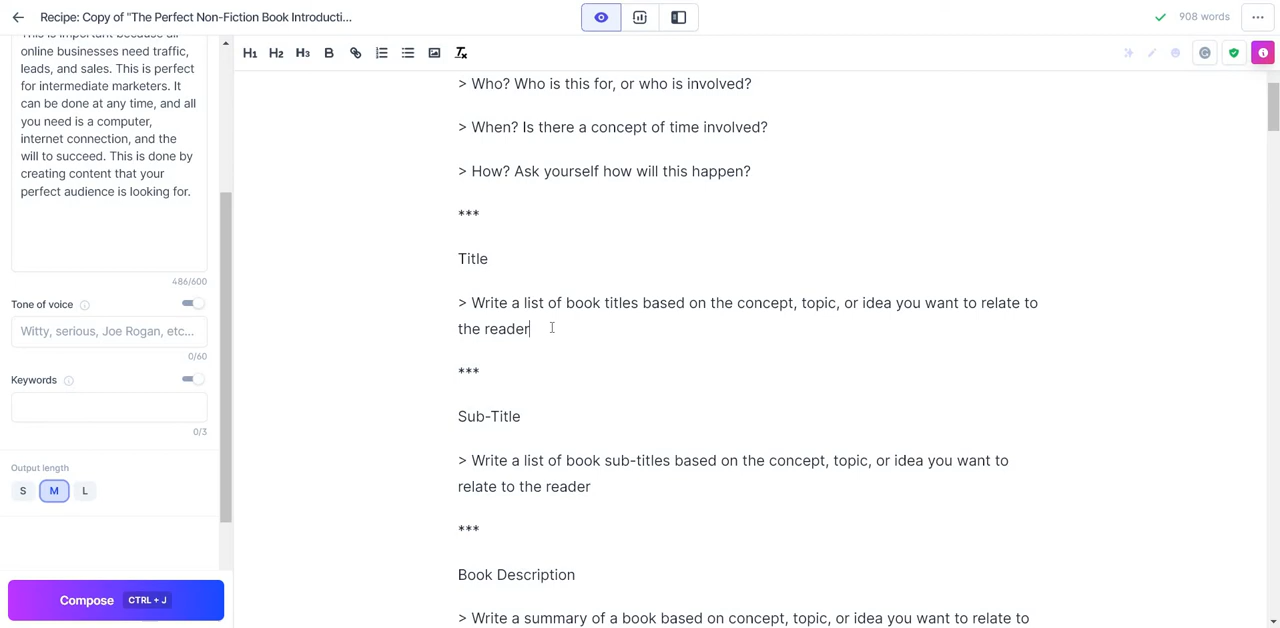 Recipe: Copy of "The Perfect Non-Fiction Book Introducti...
908 words
This is important because all
online businesses need traffic,
leads, and sales. This is perfect
for intermediate marketers. It
can be done at any time, and all
you need is a computer,
internet connection, and the
will to succeed. This is done by
creating content that your
perfect audience is looking for.
486/600
Tone of voice
Witty, serious, Joe Rogan, etc...
0/60
Keywords
0/3
Output length
S M L
Compose CTRL + J
H1 H2 H3 B
> Who? Who is this for, or who is involved?
> When? Is there a concept of time involved?
> How? Ask yourself how will this happen?
***
Title
> Write a list of book titles based on the concept, topic, or idea you want to relate to
the reader
***
Sub-Title
> Write a list of book sub-titles based on the concept, topic, or idea you want to
relate to the reader
***
Book Description
> Write a summary of a book based on concept, topic, or idea you want to relate to